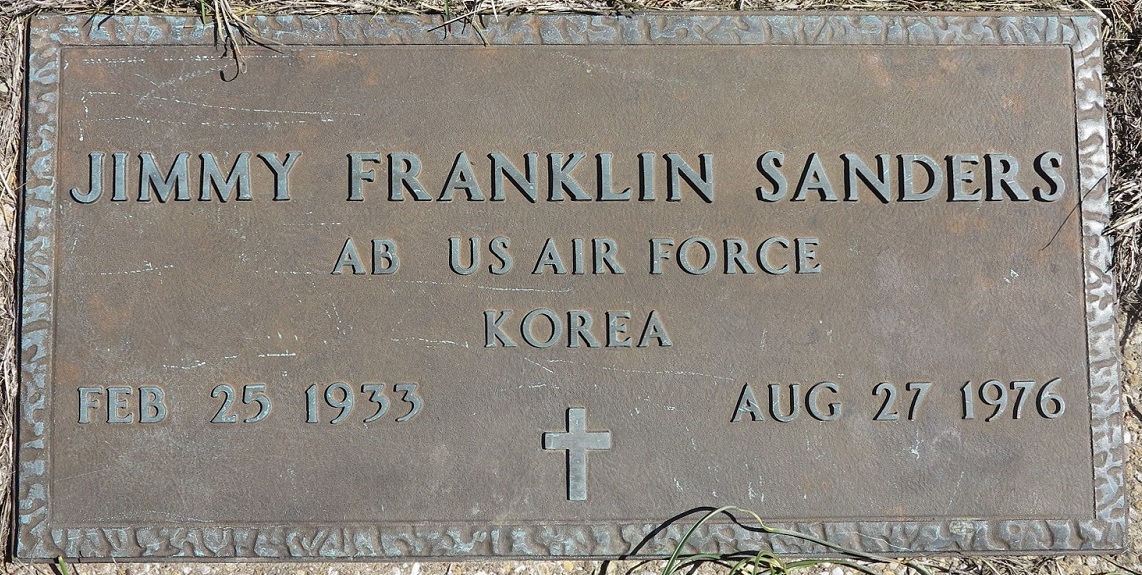 JIMMY FRANKLIN SANDERS
AB US AIR FORCE
KOREA
FEB 25 1933 AUG 27 1976